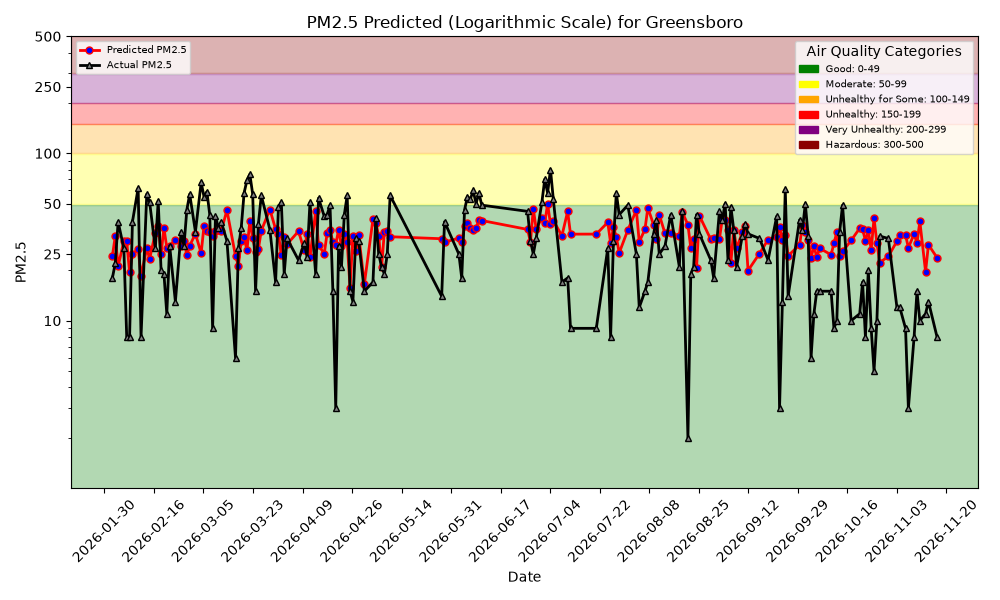 PM2.5 Predicted (Logarithmic Scale) for Greensboro
500
250
100
50
25
10
PM2.5
Predicted PM2.5
Actual PM2.5
Air Quality Categories
Good: 0-49
Moderate: 50-99
Unhealthy for Some: 100-149
Unhealthy: 150-199
Very Unhealthy: 200-299
Hazardous: 300-500
2026-01-30
2026-02-16
2026-03-05
2026-03-23
2026-04-09
2026-04-26
2026-05-14
2026-05-31
2026-06-17
2026-07-04
2026-07-22
2026-08-08
2026-08-25
2026-09-12
2026-09-29
2026-10-16
2026-11-03
2026-11-20
Date